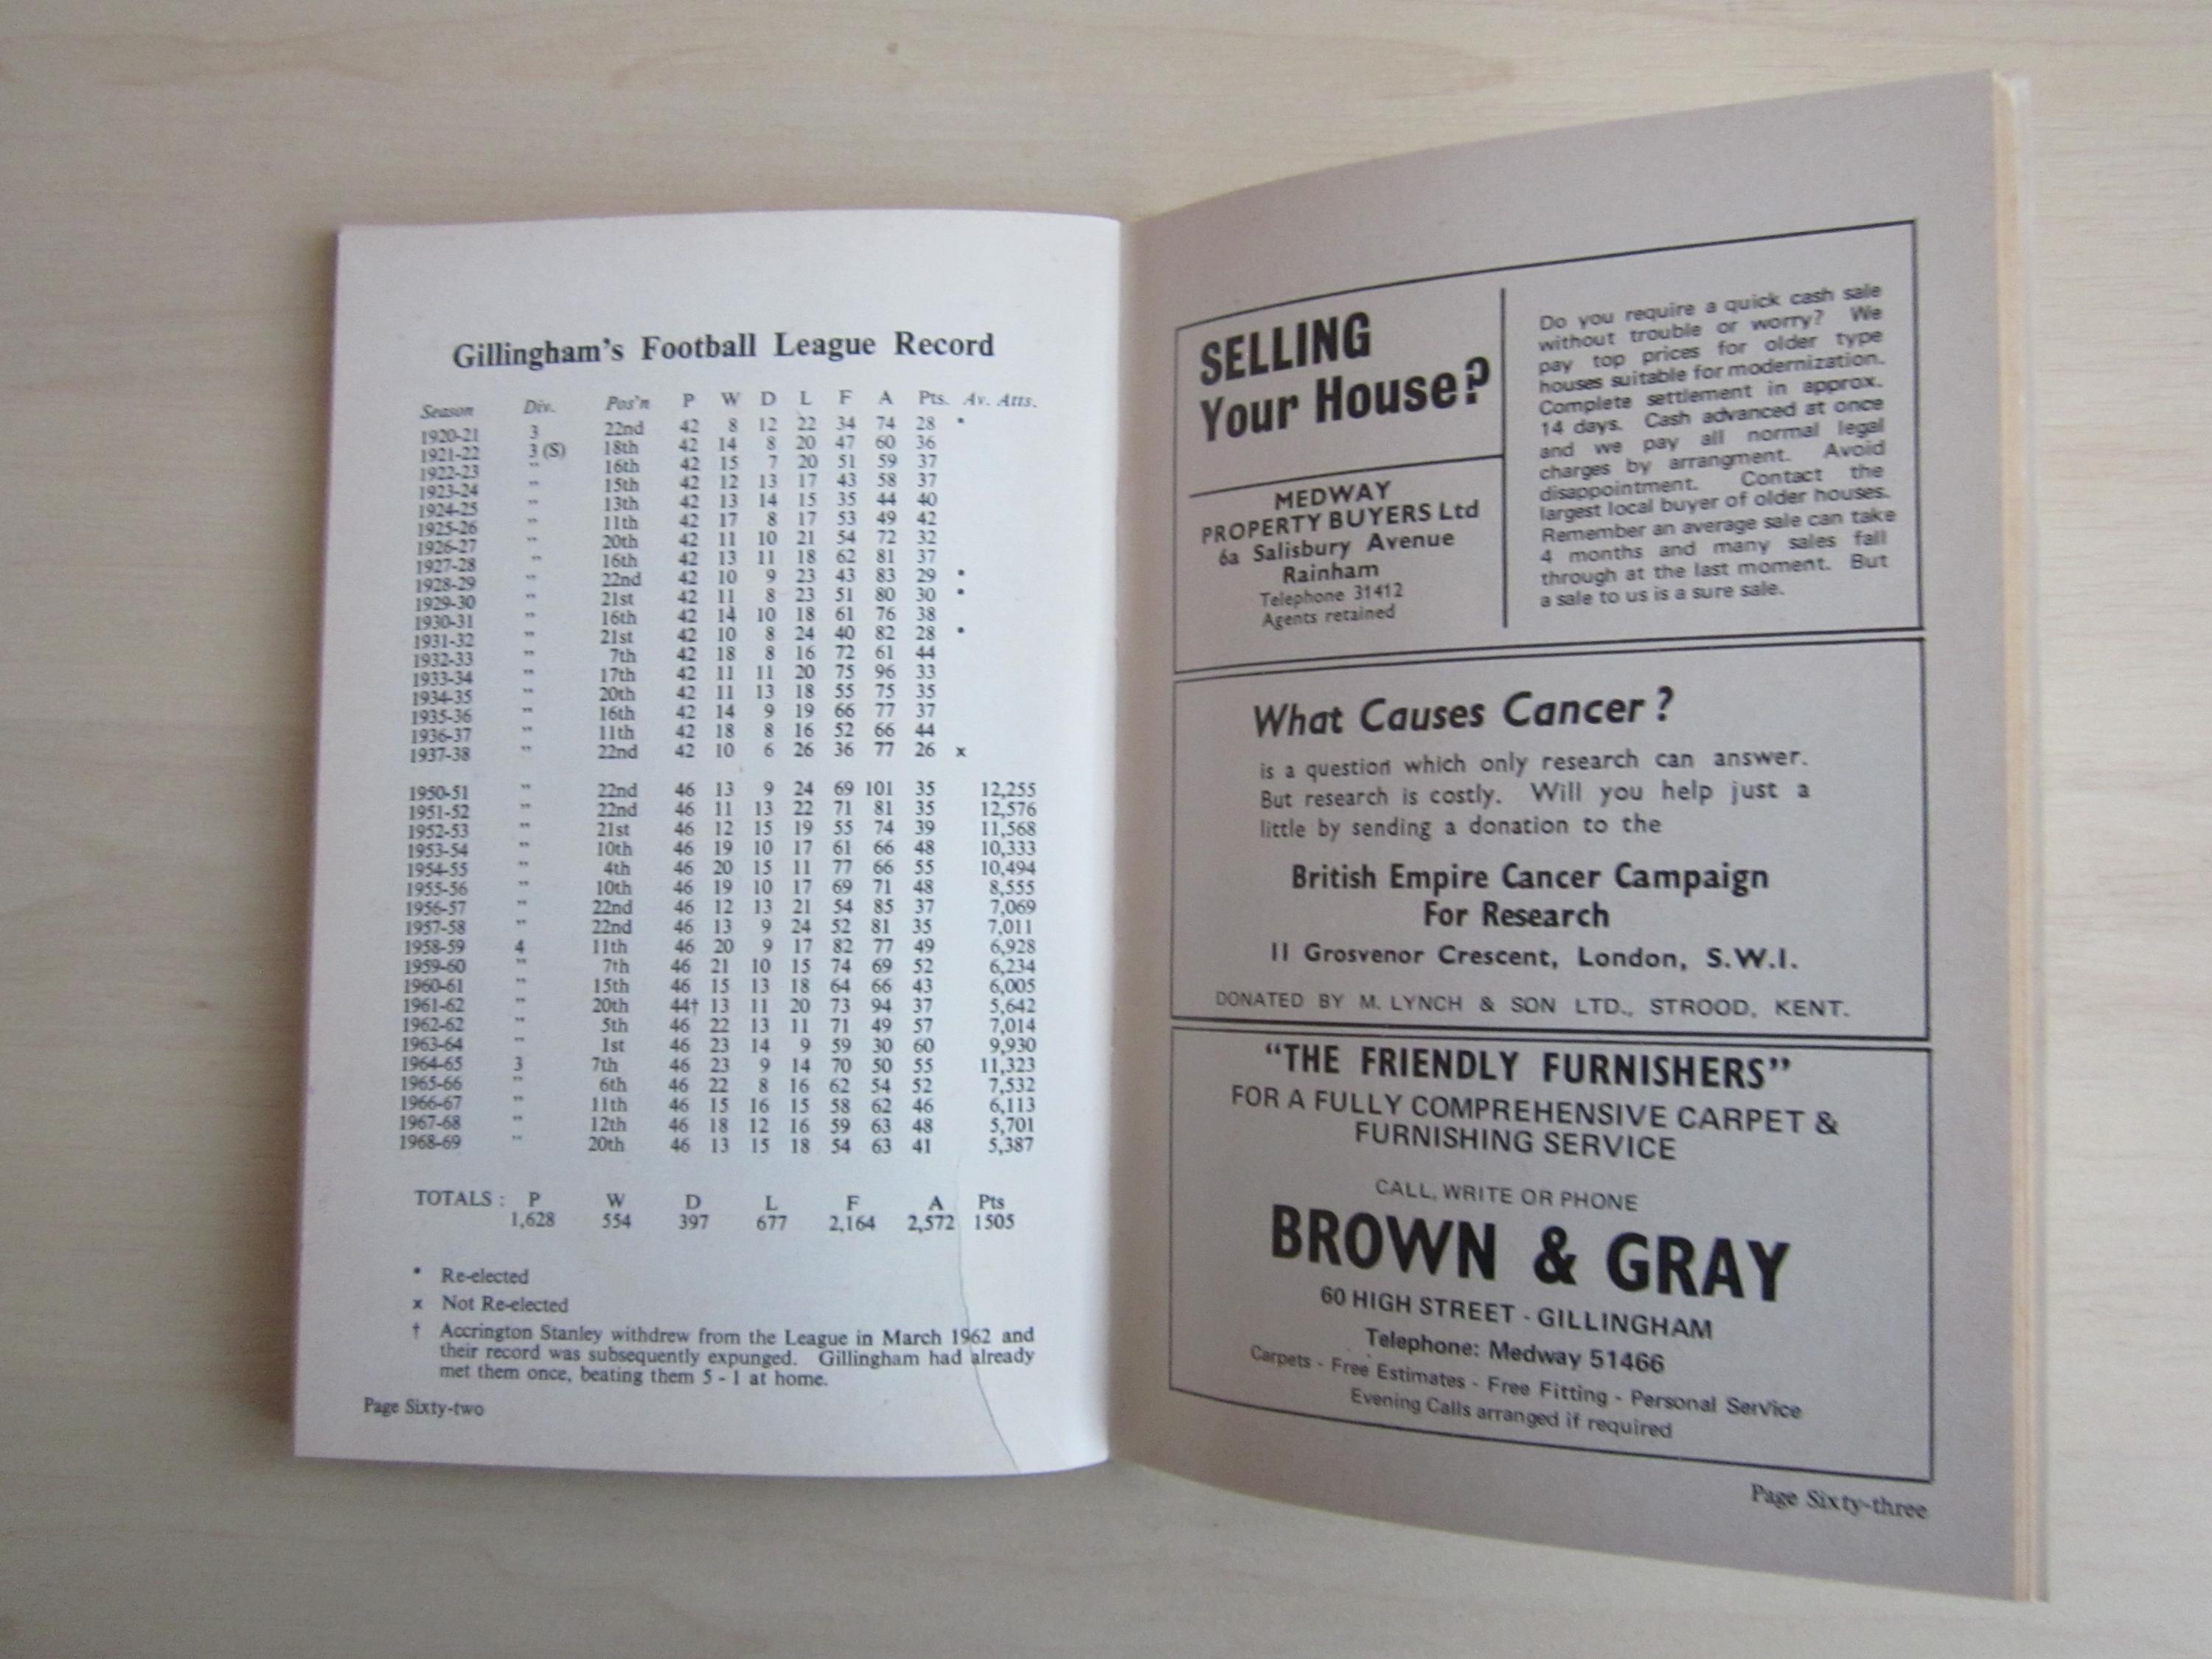 Gillingham's Football League Record
Season Div. Pos'n P W D L F A Pts. Av. Atts.
1920-21 3 22nd 42 8 12 22 34 74 28 *
1921-22 3 (S) 18th 42 14 8 20 47 60 36
1922-23 " 16th 42 15 7 20 51 59 37
1923-24 " 15th 42 12 13 17 43 58 37
1924-25 " 13th 42 13 14 15 35 44 40
1925-26 " 11th 42 17 8 17 53 49 42
1926-27 " 20th 42 11 10 21 54 72 32
1927-28 " 16th 42 13 11 18 62 81 37
1928-29 " 22nd 42 10 9 23 43 83 29 *
1929-30 " 21st 42 11 8 23 51 80 30 *
1930-31 " 16th 42 14 10 18 61 76 38
1931-32 " 21st 42 10 8 24 40 82 28 *
1932-33 " 7th 42 18 8 16 72 61 44
1933-34 " 17th 42 11 11 20 75 96 33
1934-35 " 20th 42 11 13 18 55 75 35
1935-36 " 16th 42 14 9 19 66 77 37
1936-37 " 11th 42 18 8 16 52 66 44
1937-38 " 22nd 42 10 6 26 36 77 26 x
1950-51 " 22nd 46 13 9 24 69 101 35 12,255
1951-52 " 22nd 46 11 13 22 71 81 35 12,576
1952-53 " 21st 46 12 15 19 55 74 39 11,568
1953-54 " 10th 46 19 10 17 61 66 48 10,333
1954-55 " 4th 46 20 15 11 77 66 55 10,494
1955-56 " 10th 46 19 10 17 69 71 48 8,555
1956-57 " 22nd 46 12 13 21 54 85 37 7,069
1957-58 " 22nd 46 13 9 24 52 81 35 7,011
1958-59 4 11th 46 20 9 17 82 77 49 6,928
1959-60 " 7th 46 21 10 15 74 69 52 6,234
1960-61 " 15th 46 15 13 18 64 66 43 6,005
1961-62 " 20th 44† 13 11 20 73 94 37 5,642
1962-62 " 5th 46 22 13 11 71 49 57 7,014
1963-64 " 1st 46 23 14 9 59 30 60 9,930
1964-65 3 7th 46 23 9 14 70 50 55 11,323
1965-66 " 6th 46 22 8 16 62 54 52 7,532
1966-67 " 11th 46 15 16 15 58 62 46 6,113
1967-68 " 12th 46 18 12 16 59 63 48 5,701
1968-69 " 20th 46 13 15 18 54 63 41 5,387
TOTALS : P W D L F A Pts
1,628 554 397 677 2,164 2,572 1505
* Re-elected
x Not Re-elected
† Accrington Stanley withdrew from the League in March 1962 and
their record was subsequently expunged. Gillingham had already
met them once, beating them 5 - 1 at home.
Page Sixty-two
SELLING
Your House?
MEDWAY
PROPERTY BUYERS Ltd
6a Salisbury Avenue
Rainham
Telephone 31412
Agents retained
Do you require a quick cash sale
without trouble or worry? We
pay top prices for older type
houses suitable for modernization.
Complete settlement in approx.
14 days. Cash advanced at once
and we pay all normal legal
charges by arrangment. Avoid
disappointment. Contact the
largest local buyer of older houses.
Remember an average sale can take
4 months and many sales fall
through at the last moment. But
a sale to us is a sure sale.
What Causes Cancer?
is a question which only research can answer.
But research is costly. Will you help just a
little by sending a donation to the
British Empire Cancer Campaign
For Research
11 Grosvenor Crescent, London, S.W.1.
DONATED BY M. LYNCH & SON LTD., STROOD, KENT.
"THE FRIENDLY FURNISHERS"
FOR A FULLY COMPREHENSIVE CARPET &
FURNISHING SERVICE
CALL, WRITE OR PHONE
BROWN & GRAY
60 HIGH STREET - GILLINGHAM
Telephone: Medway 51466
Carpets - Free Estimates - Free Fitting - Personal Service
Evening Calls arranged if required
Page Sixty-three